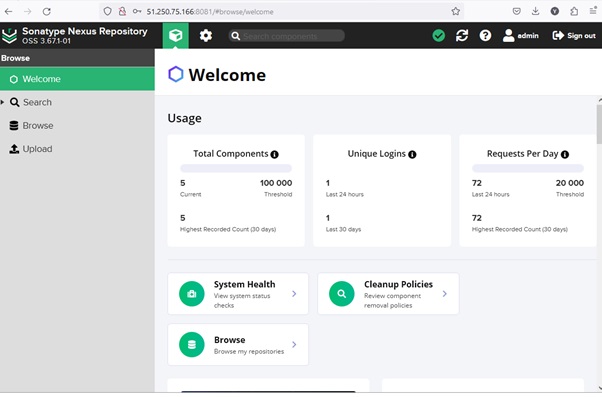 51.250.75.166:8081/#browse/welcome
Sonatype Nexus Repository
OSS 3.67.1-01
Search components
admin
Sign out
Browse
Welcome
Search
Browse
Upload
Welcome
Usage
Total Components
5
100 000
Current
Threshold
5
Highest Recorded Count (30 days)
Unique Logins
1
Last 24 hours
1
Last 30 days
Requests Per Day
72
20 000
Last 24 hours
Threshold
72
Highest Recorded Count (30 days)
System Health
View system status
checks
Cleanup Policies
Review component
removal policies
Browse
Browse my repositories